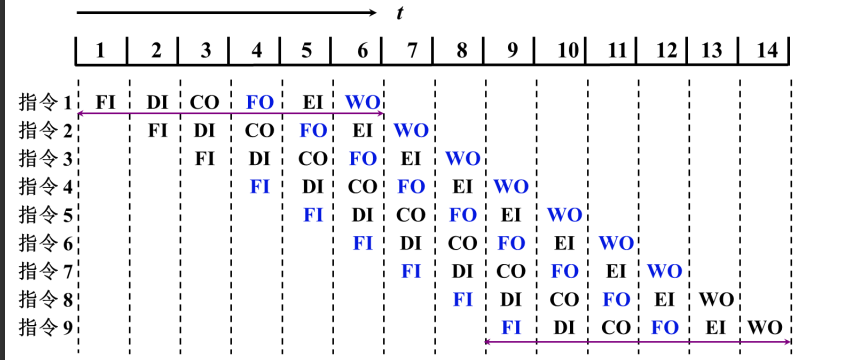 t
1 2 3 4 5 6 7 8 9 10 11 12 13 14
指令1 FI DI CO FO EI WO
指令2 FI DI CO FO EI WO
指令3 FI DI CO FO EI WO
指令4 FI DI CO FO EI WO
指令5 FI DI CO FO EI WO
指令6 FI DI CO FO EI WO
指令7 FI DI CO FO EI WO
指令8 FI DI CO FO EI WO
指令9 FI DI CO FO EI WO